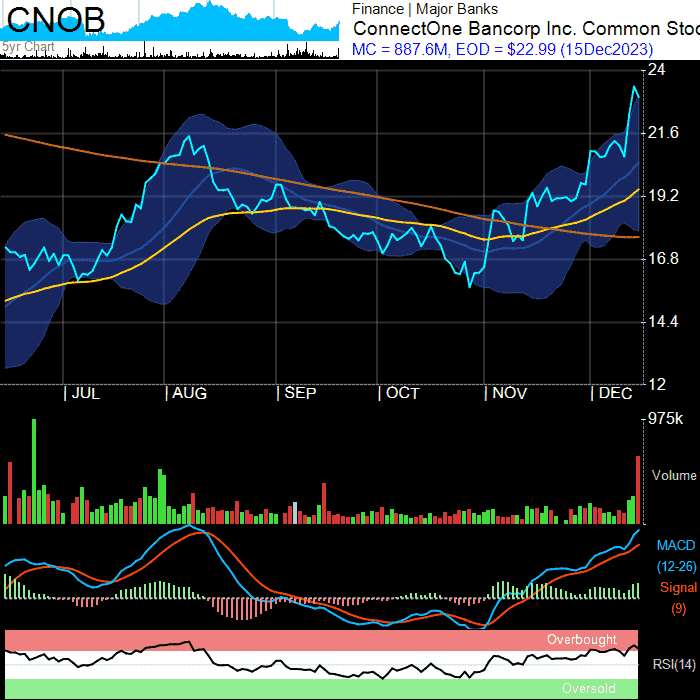 CNOB
5yr Chart
Finance | Major Banks
ConnectOne Bancorp Inc. Common Stoc
MC = 887.6M, EOD = $22.99 (15Dec2023)
24
21.6
19.2
16.8
14.4
12
| JUL | AUG | SEP | OCT | NOV | DEC
975k
Volume
MACD
(12-26)
Signal
(9)
Overbought
RSI(14)
Oversold